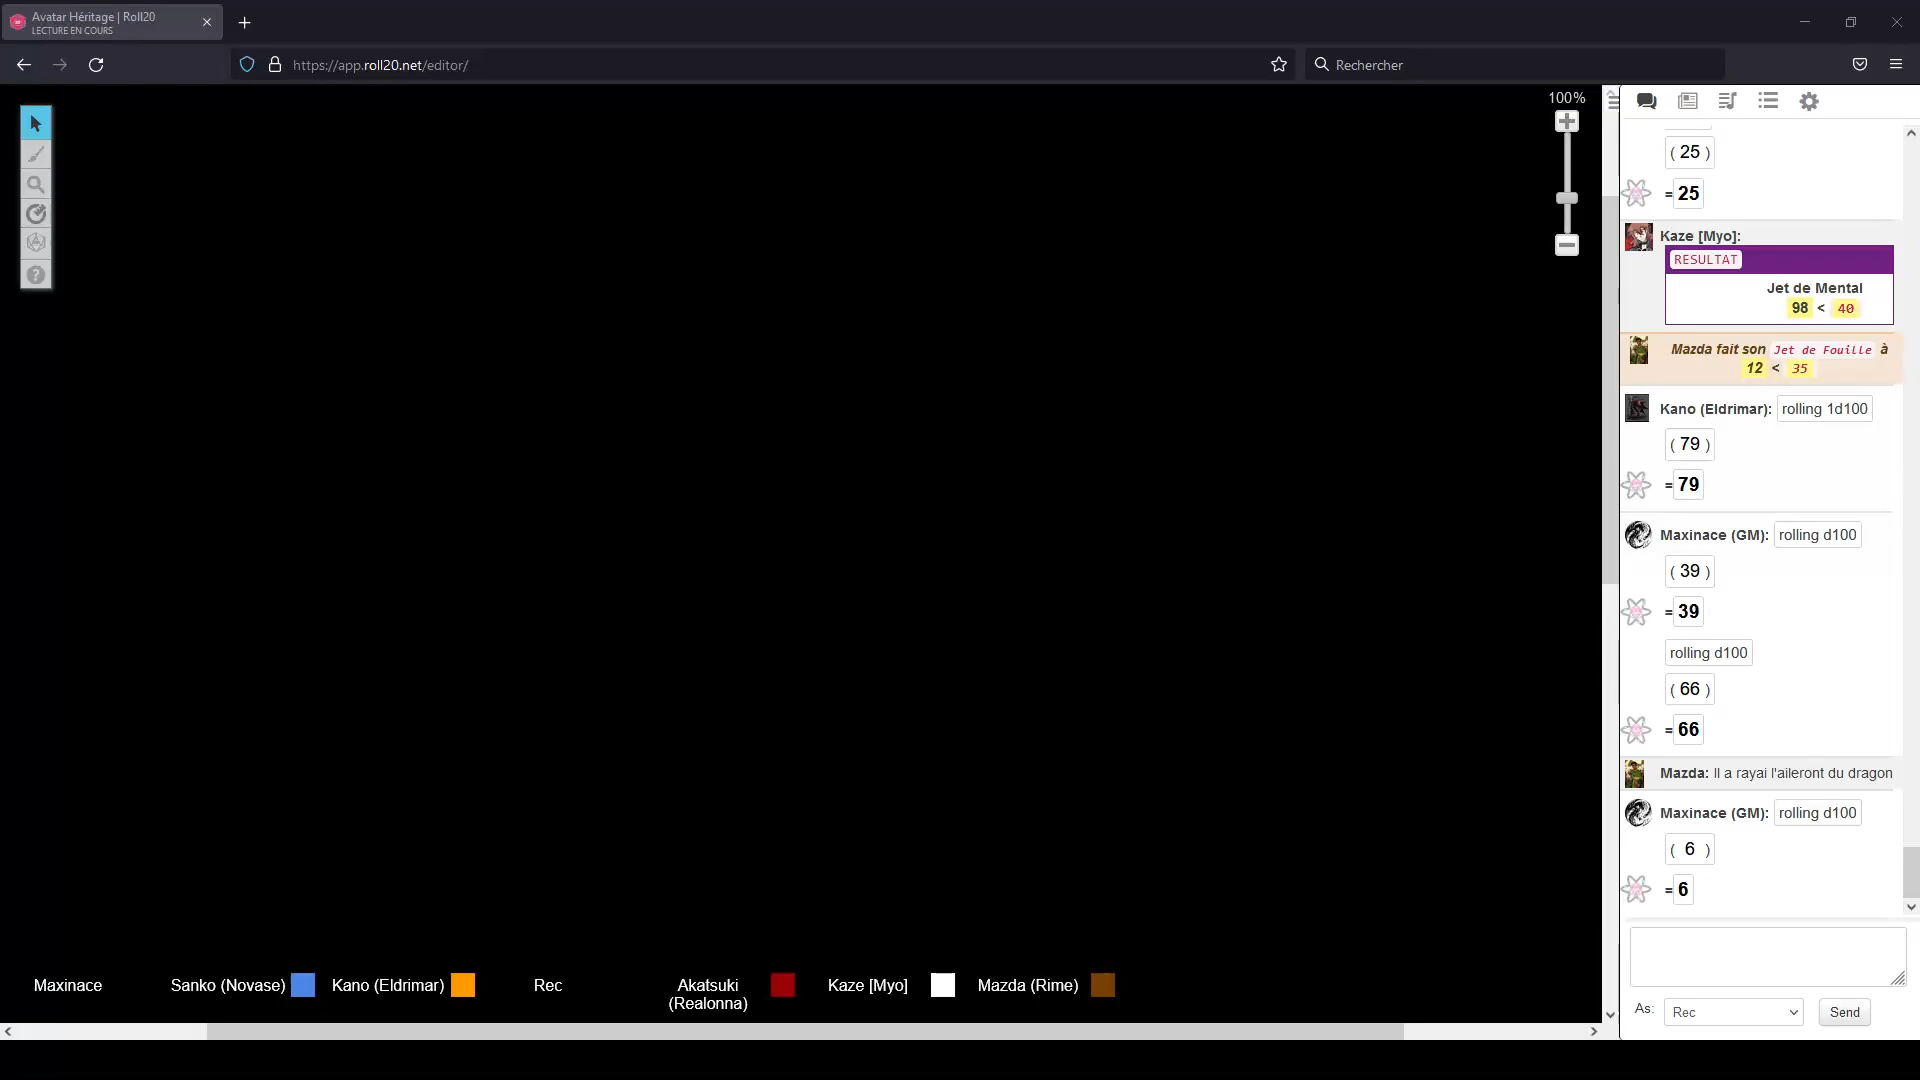 Avatar Héritage | Roll20
LECTURE EN COURS
https://app.roll20.net/editor/
Rechercher
100%
( 25 )
=25
Kaze [Myo]:
RESULTAT
Jet de Mental
98 < 40
Mazda fait son Jet de Fouille à
12 < 35
Kano (Eldrimar): rolling 1d100
( 79 )
=79
Maxinace (GM): rolling d100
( 39 )
=39
rolling d100
( 66 )
=66
Mazda: Il a rayai l'aileront du dragon
Maxinace (GM): rolling d100
( 6 )
=6
As: Rec
Send
Maxinace
Sanko (Novase)
Kano (Eldrimar)
Rec
Akatsuki
(Realonna)
Kaze [Myo]
Mazda (Rime)